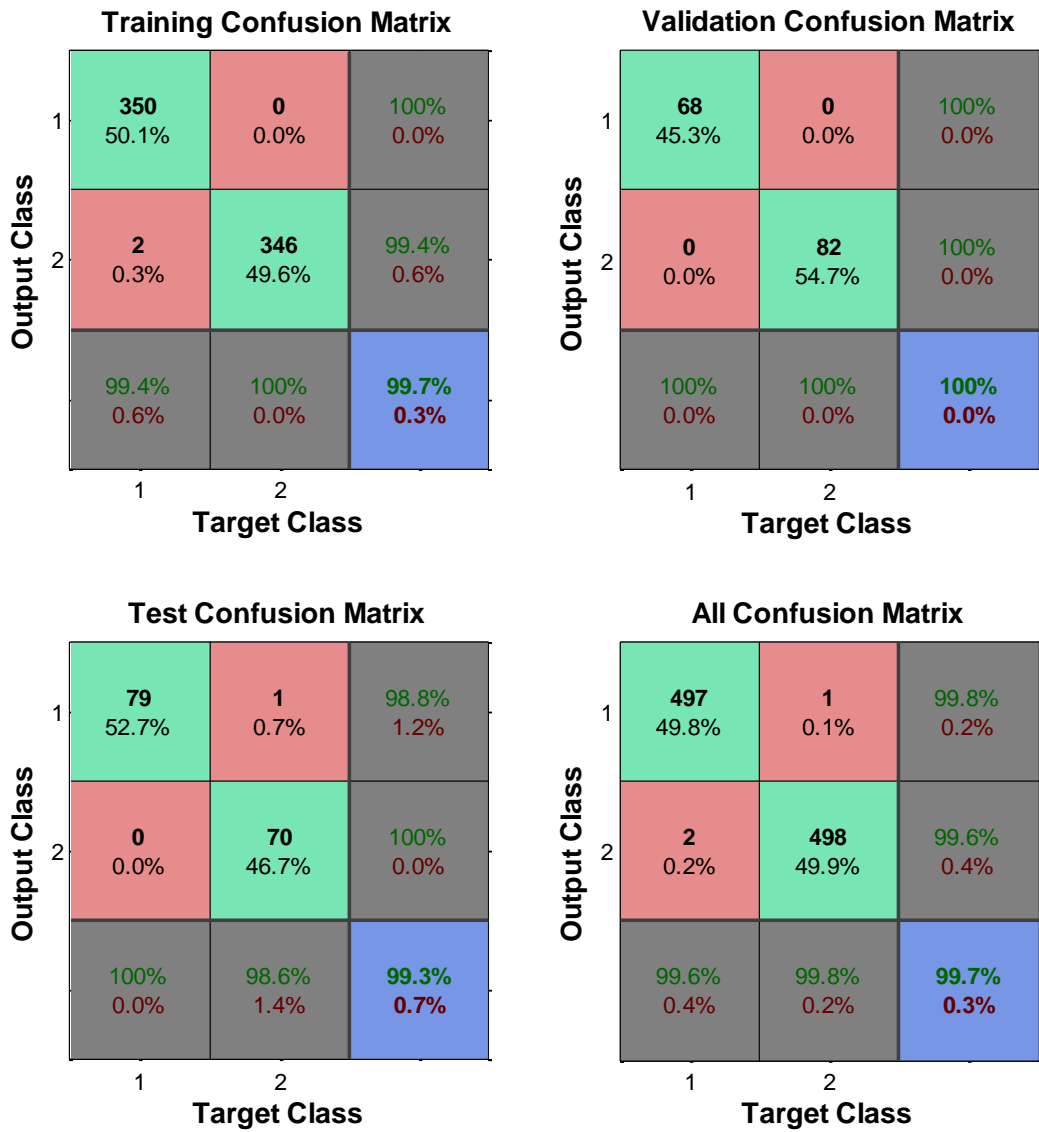 Training Confusion Matrix
Output Class
1
350 0 100%
50.1% 0.0% 0.0%
2
2 346 99.4%
0.3% 49.6% 0.6%
99.4% 100% 99.7%
0.6% 0.0% 0.3%
1 2
Target Class
Validation Confusion Matrix
Output Class
1
68 0 100%
45.3% 0.0% 0.0%
2
0 82 100%
0.0% 54.7% 0.0%
100% 100% 100%
0.0% 0.0% 0.0%
1 2
Target Class
Test Confusion Matrix
Output Class
1
79 1 98.8%
52.7% 0.7% 1.2%
2
0 70 100%
0.0% 46.7% 0.0%
100% 98.6% 99.3%
0.0% 1.4% 0.7%
1 2
Target Class
All Confusion Matrix
Output Class
1
497 1 99.8%
49.8% 0.1% 0.2%
2
2 498 99.6%
0.2% 49.9% 0.4%
99.6% 99.8% 99.7%
0.4% 0.2% 0.3%
1 2
Target Class